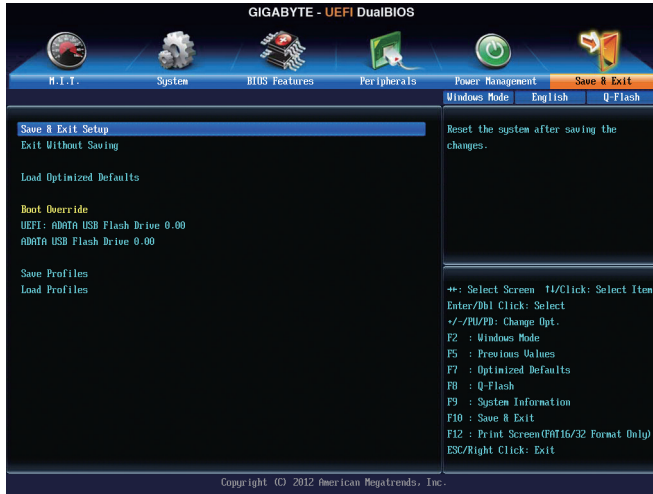 GIGABYTE - UEFI DualBIOS
M.I.T.
System
BIOS Features
Peripherals
Power Management
Save & Exit
Windows Mode
English
Q-Flash
Save & Exit Setup
Exit Without Saving
Load Optimized Defaults
Boot Override
UEFI: ADATA USB Flash Drive 0.00
ADATA USB Flash Drive 0.00
Save Profiles
Load Profiles
Reset the system after saving the
changes.
↔: Select Screen ↑↓/Click: Select Item
Enter/Dbl Click: Select
+/-/PU/PD: Change Opt.
F2 : Windows Mode
F5 : Previous Values
F7 : Optimized Defaults
F8 : Q-Flash
F9 : System Information
F10 : Save & Exit
F12 : Print Screen(FAT16/32 Format Only)
ESC/Right Click: Exit
Copyright (C) 2012 American Megatrends, Inc.